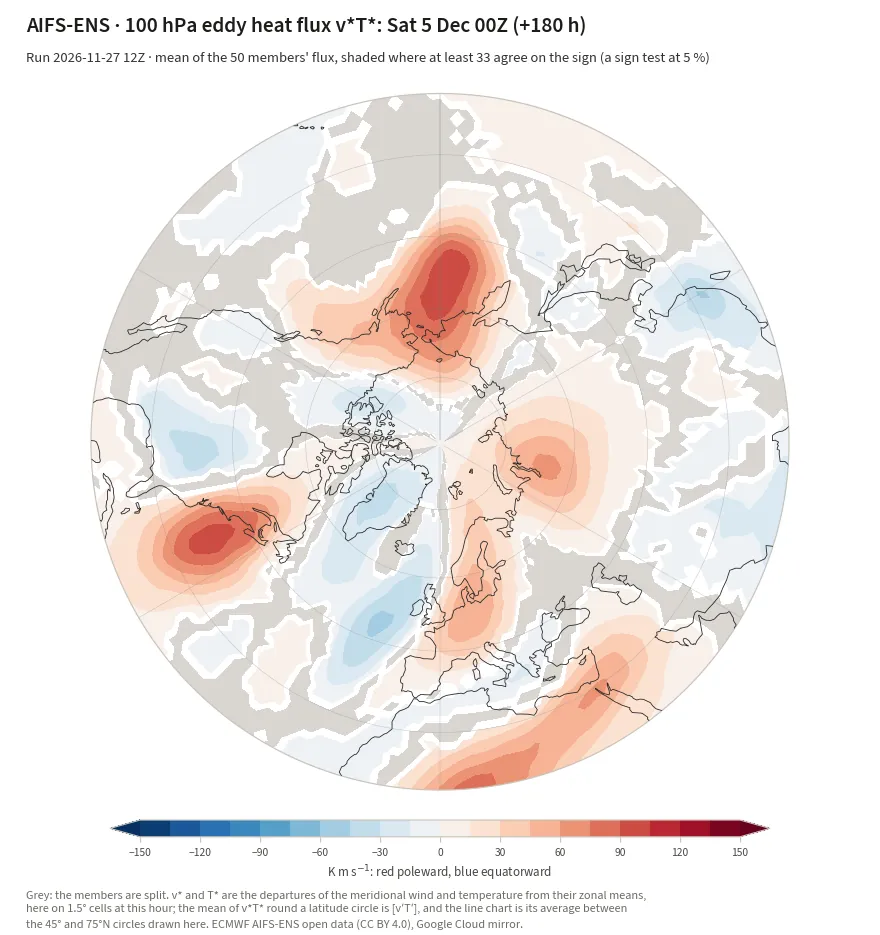 AIFS-ENS · 100 hPa eddy heat flux v*T*: Sat 5 Dec 00Z (+180 h)
Run 2026-11-27 12Z · mean of the 50 members' flux, shaded where at least 33 agree on the sign (a sign test at 5 %)
−150 −120 −90 −60 −30 0 30 60 90 120 150
K m s⁻¹: red poleward, blue equatorward
Grey: the members are split. v* and T* are the departures of the meridional wind and temperature from their zonal means,
here on 1.5° cells at this hour; the mean of v*T* round a latitude circle is [v′T′], and the line chart is its average between
the 45° and 75°N circles drawn here. ECMWF AIFS-ENS open data (CC BY 4.0), Google Cloud mirror.